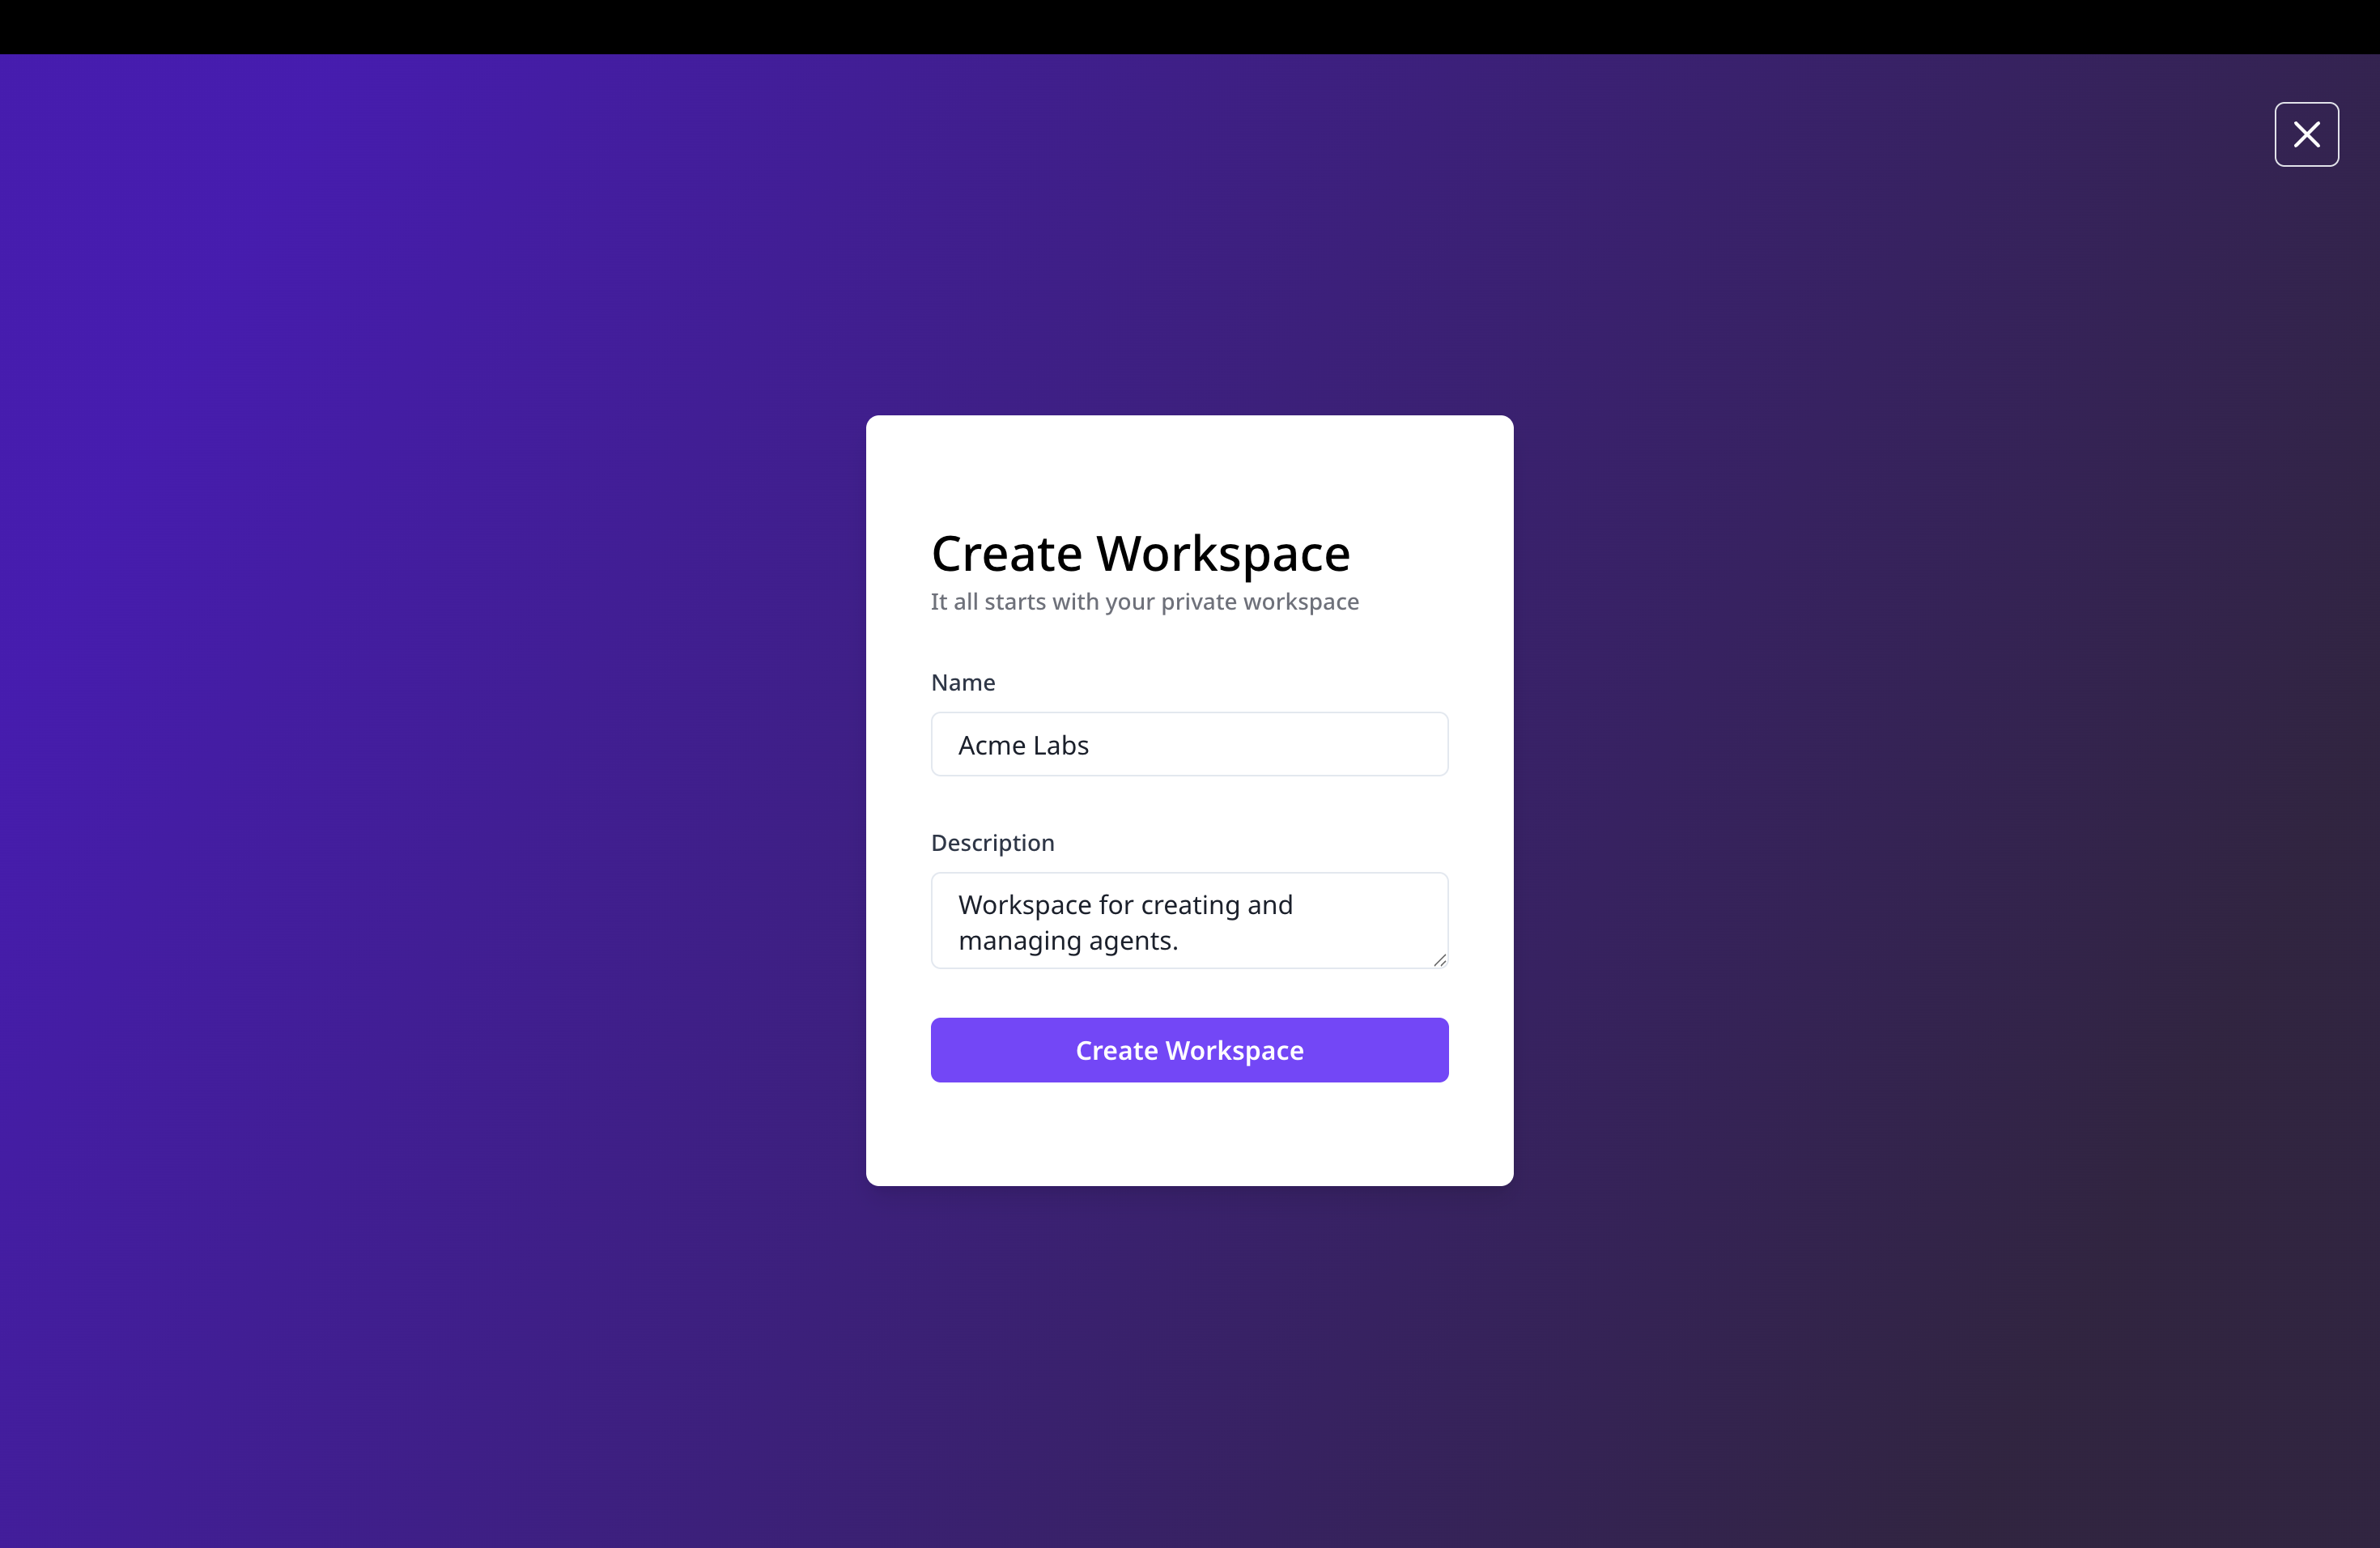 Create Workspace
It all starts with your private workspace
Name
Acme Labs
Description
Workspace for creating and
managing agents.
Create Workspace